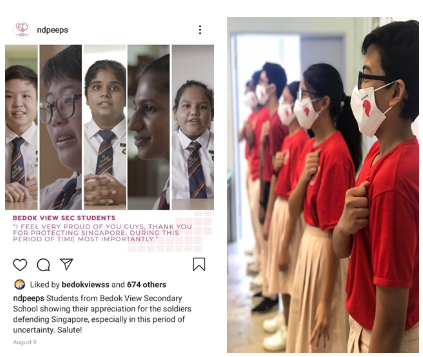 ndpeeps
BEDOK VIEW SEC STUDENTS
"I FEEL VERY PROUD OF YOU GUYS, THANK YOU
FOR PROTECTING SINGAPORE, DURING THIS
PERIOD OF TIME MOST IMPORTANTLY."
Liked by bedokviewss and 674 others
ndpeeps Students from Bedok View Secondary
School showing their appreciation for the soldiers
defending Singapore, especially in this period of
uncertainty. Salute!
August 9